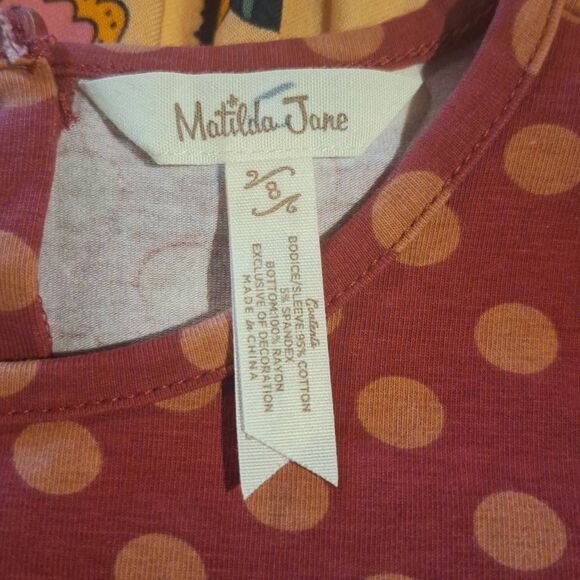 Matilda Jane
8
Contents
BODICE/SLEEVE:95% COTTON
5% SPANDEX
BOTTOM:100% RAYON
EXCLUSIVE OF DECORATION
MADE in CHINA